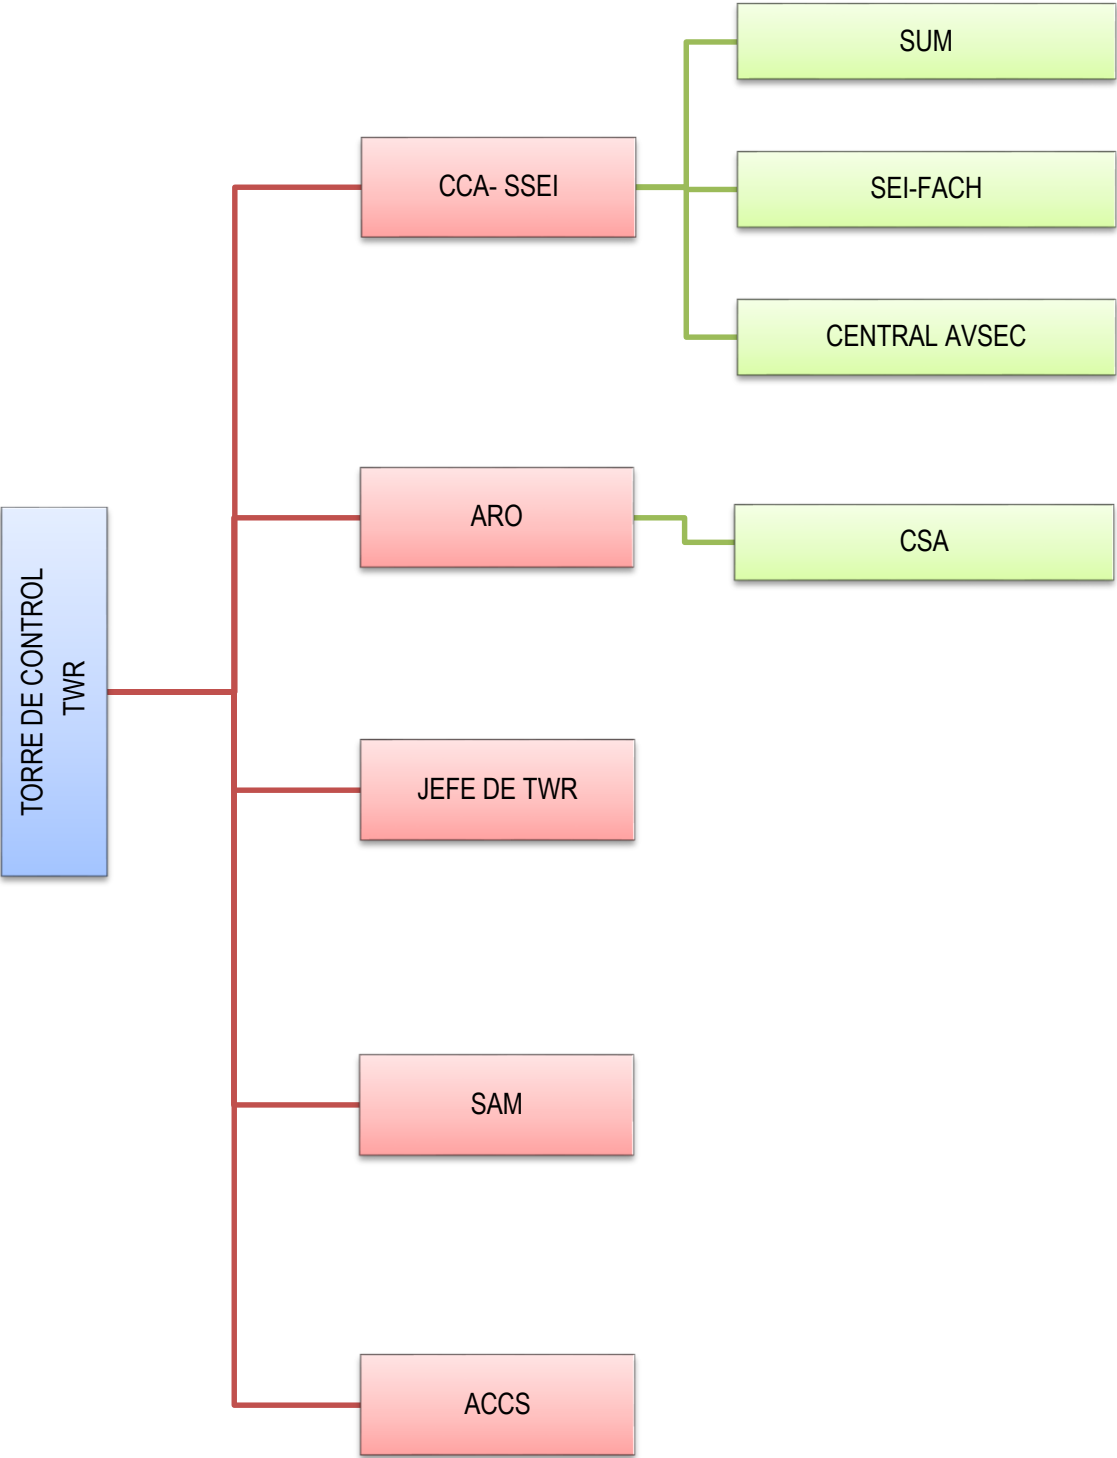 TORRE DE CONTROL
TWR
CCA- SSEI
SUM
SEI-FACH
CENTRAL AVSEC
ARO
CSA
JEFE DE TWR
SAM
ACCS